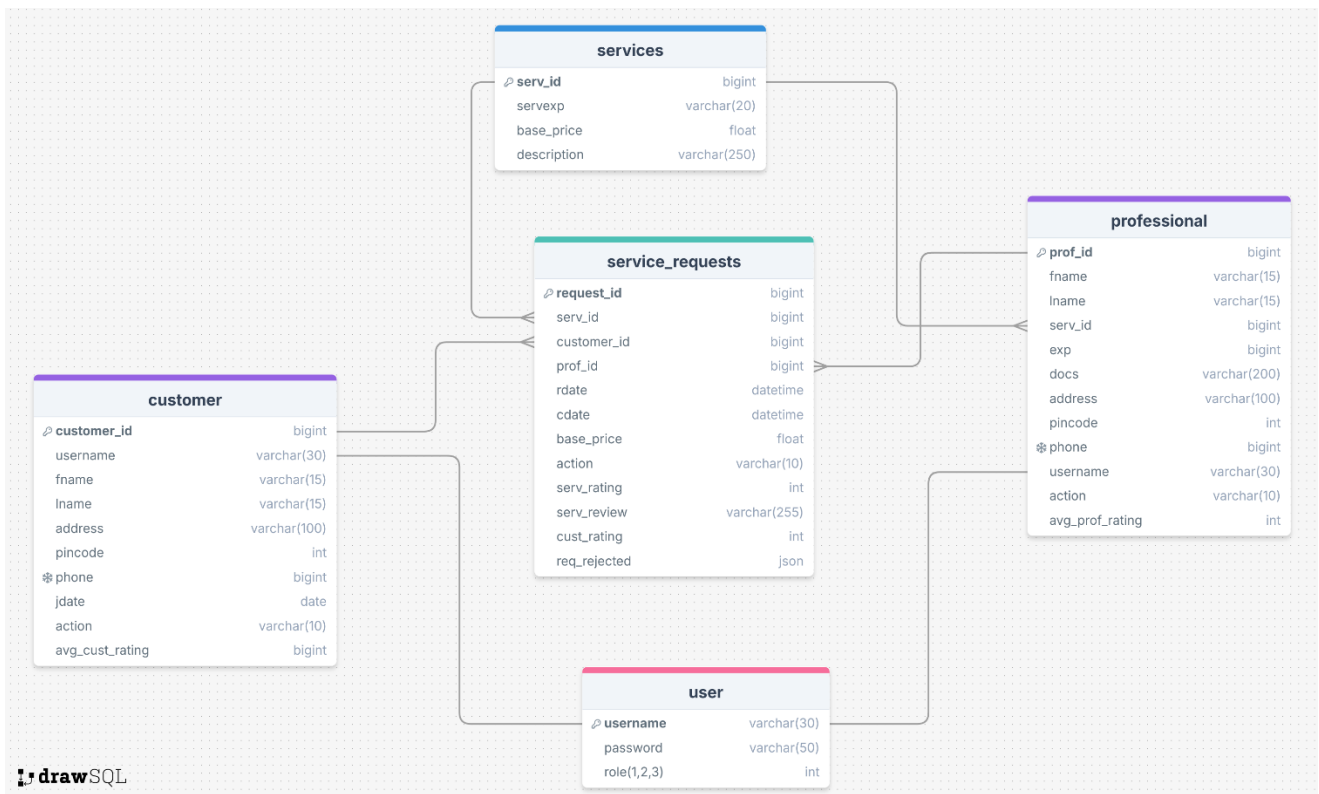 services
serv_id bigint
servexp varchar(20)
base_price float
description varchar(250)
professional
prof_id bigint
fname varchar(15)
lname varchar(15)
serv_id bigint
exp bigint
docs varchar(200)
address varchar(100)
pincode int
phone bigint
username varchar(30)
action varchar(10)
avg_prof_rating int
service_requests
request_id bigint
serv_id bigint
customer_id bigint
prof_id bigint
rdate datetime
cdate datetime
base_price float
action varchar(10)
serv_rating int
serv_review varchar(255)
cust_rating int
req_rejected json
customer
customer_id bigint
username varchar(30)
fname varchar(15)
lname varchar(15)
address varchar(100)
pincode int
phone bigint
jdate date
action varchar(10)
avg_cust_rating bigint
user
username varchar(30)
password varchar(50)
role(1,2,3) int
drawSQL